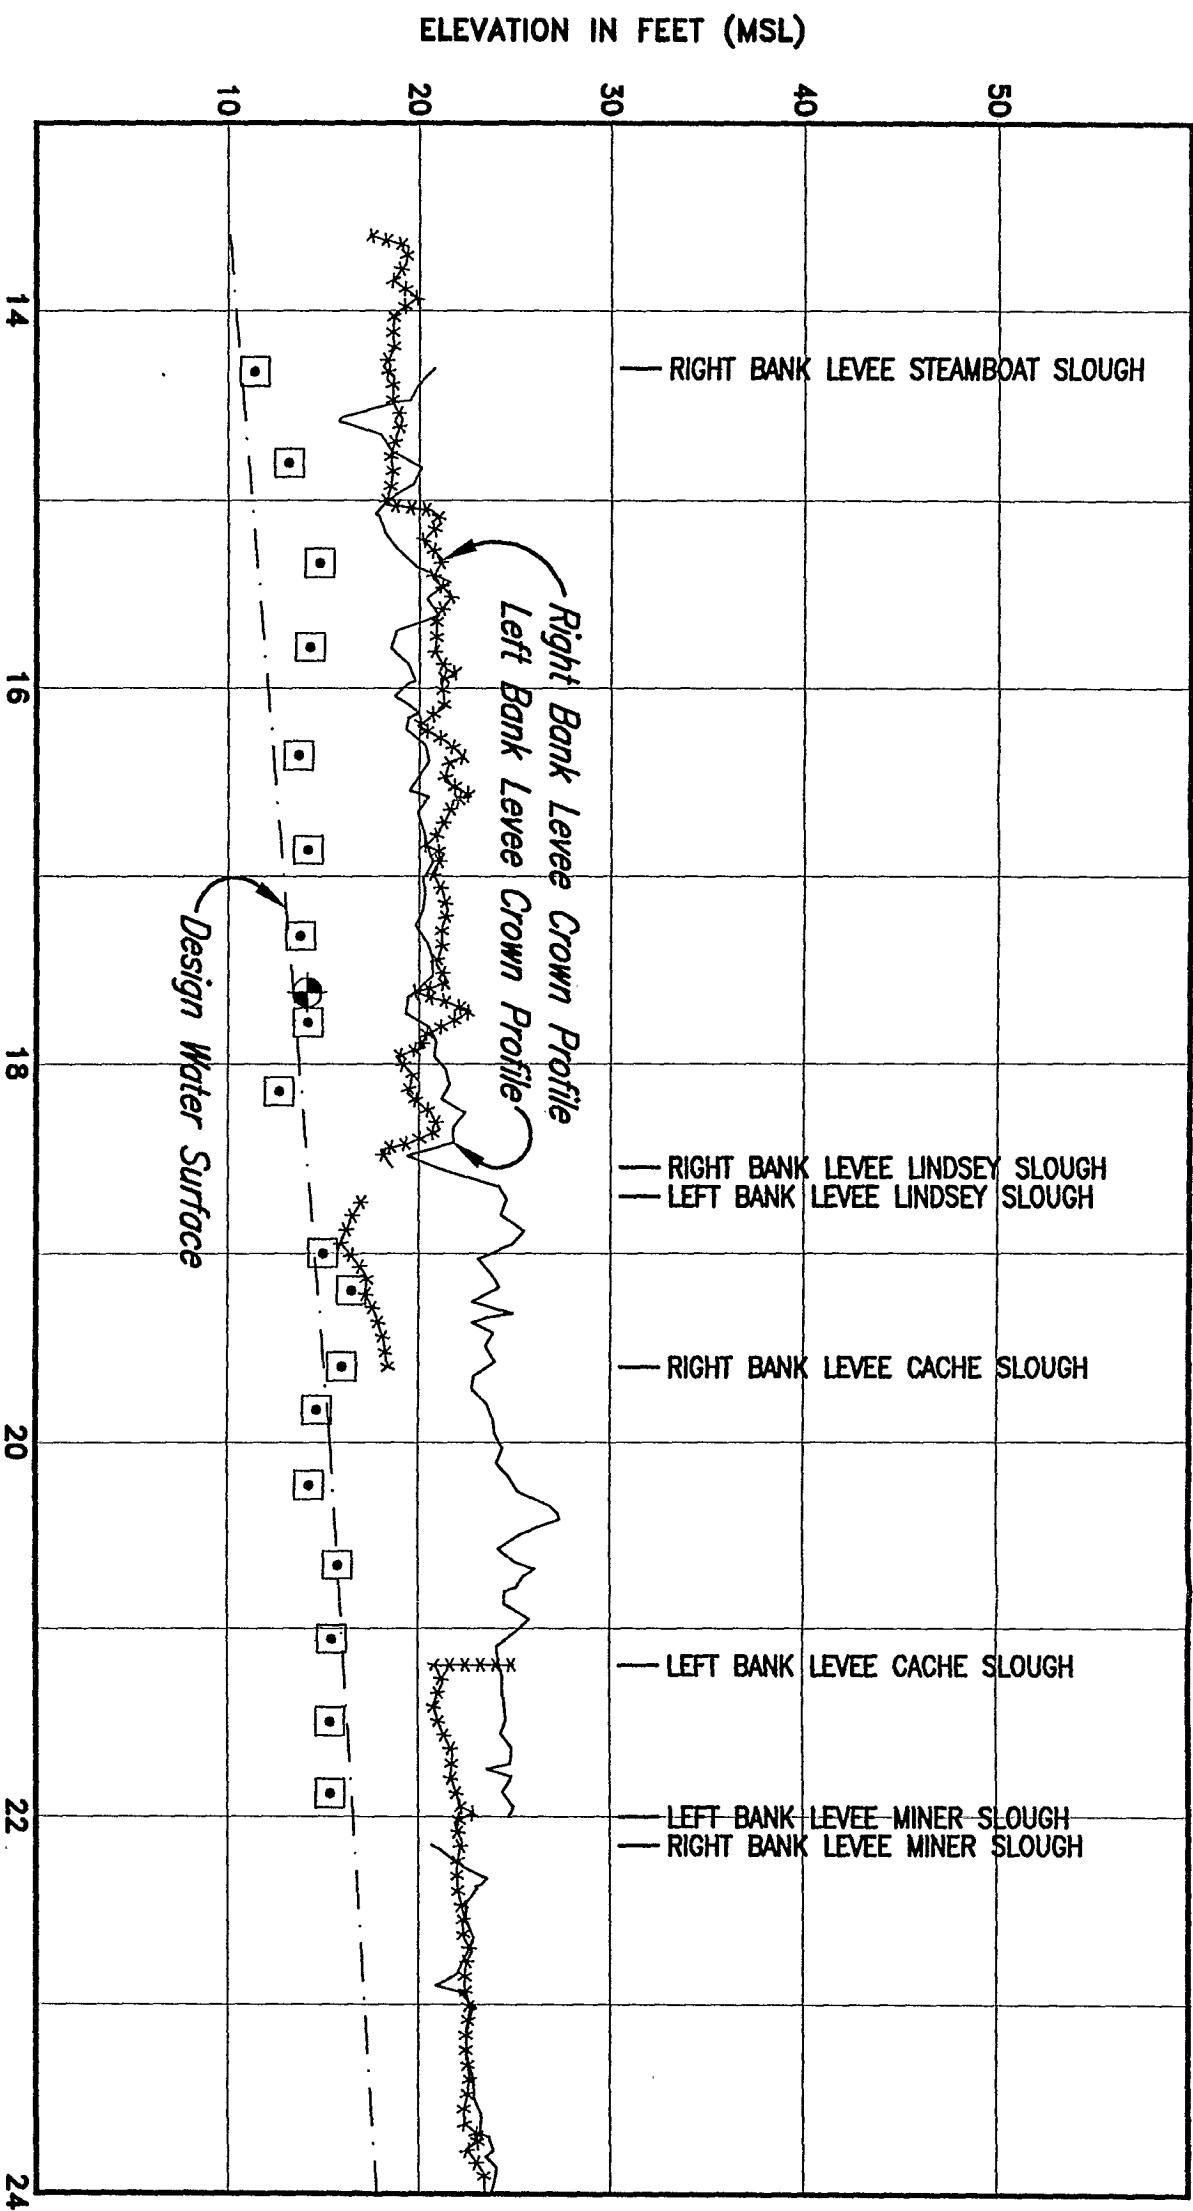 ELEVATION IN FEET (MSL)
10
20
30
40
50
14
16
18
20
22
24
RIGHT BANK LEVEE STEAMBOAT SLOUGH
RIGHT BANK LEVEE LINDSEY SLOUGH
LEFT BANK LEVEE LINDSEY SLOUGH
RIGHT BANK LEVEE CACHE SLOUGH
LEFT BANK LEVEE CACHE SLOUGH
LEFT BANK LEVEE MINER SLOUGH
RIGHT BANK LEVEE MINER SLOUGH
Right Bank Levee Crown Profile
Left Bank Levee Crown Profile
Design Water Surface